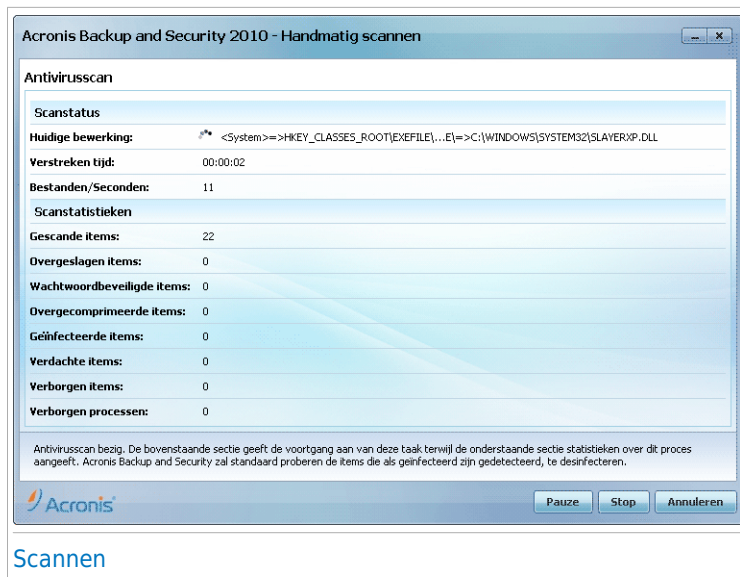 Acronis Backup and Security 2010 - Handmatig scannen
Antivirusscan
Scanstatus
Huidige bewerking: <System>=>HKEY_CLASSES_ROOT\EXEFILE\...E\=>C:\WINDOWS\SYSTEM32\SLAYERXP.DLL
Verstreken tijd: 00:00:02
Bestanden/Seconden: 11
Scanstatistieken
Gescande items: 22
Overgeslagen items: 0
Wachtwoordbeveiligde items: 0
Overgecomprimeerde items: 0
Geïnfecteerde items: 0
Verdachte items: 0
Verborgen items: 0
Verborgen processen: 0
Antivirusscan bezig. De bovenstaande sectie geeft de voortgang aan van deze taak terwijl de onderstaande sectie statistieken over dit proces
aangeeft. Acronis Backup and Security zal standaard proberen de items die als geïnfecteerd zijn gedetecteerd, te desinfecteren.
Acronis Pauze Stop Annuleren
Scannen